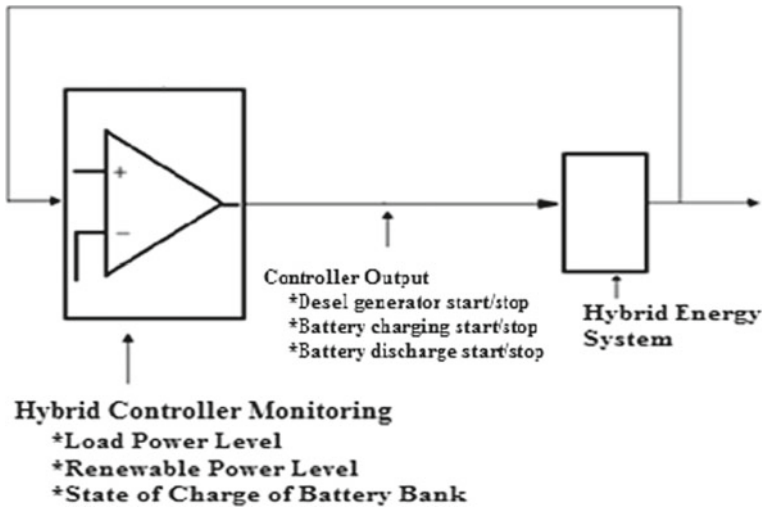 +
−
Controller Output
*Desel generator start/stop
*Battery charging start/stop
*Battery discharge start/stop
Hybrid Energy
System
Hybrid Controller Monitoring
*Load Power Level
*Renewable Power Level
*State of Charge of Battery Bank